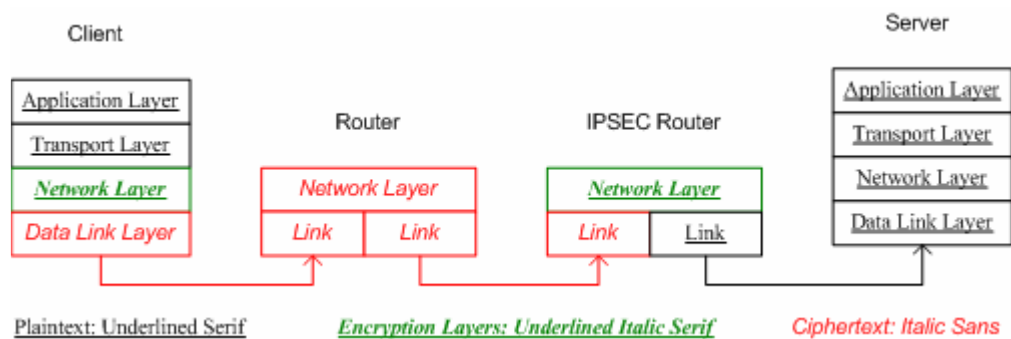 Client
Application Layer
Transport Layer
Network Layer
Data Link Layer
Router
Network Layer
Link Link
IPSEC Router
Network Layer
Link Link
Server
Application Layer
Transport Layer
Network Layer
Data Link Layer
Plaintext: Underlined Serif
Encryption Layers: Underlined Italic Serif
Ciphertext: Italic Sans